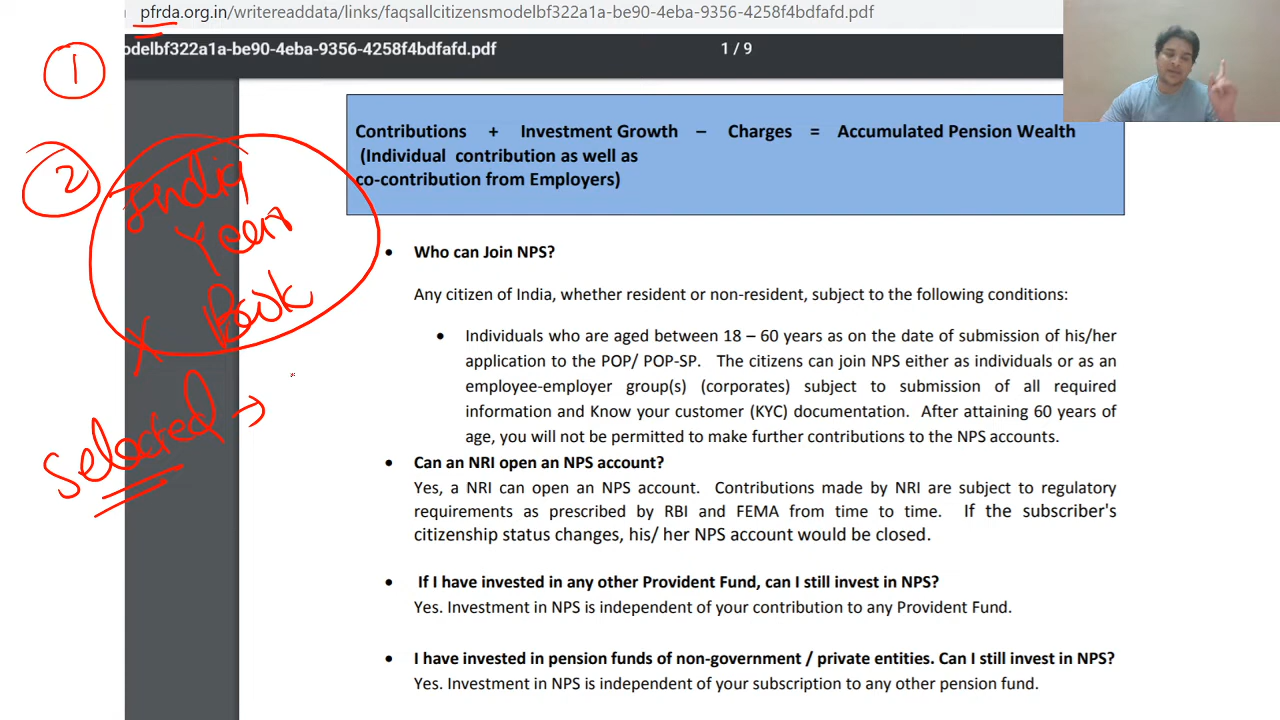 pfrda.org.in/writereaddata/links/faqsallcitizensmodelbf322a1a-be90-4eba-9356-4258f4bdfafd.pdf
odelbf322a1a-be90-4eba-9356-4258f4bdfafd.pdf
1 / 9
1
Contributions + Investment Growth – Charges = Accumulated Pension Wealth
(Individual contribution as well as
co-contribution from Employers)
2
India
Year
Book
X
Selected →
• Who can Join NPS?
Any citizen of India, whether resident or non-resident, subject to the following conditions:
• Individuals who are aged between 18 – 60 years as on the date of submission of his/her
application to the POP/ POP-SP. The citizens can join NPS either as individuals or as an
employee-employer group(s) (corporates) subject to submission of all required
information and Know your customer (KYC) documentation. After attaining 60 years of
age, you will not be permitted to make further contributions to the NPS accounts.
• Can an NRI open an NPS account?
Yes, a NRI can open an NPS account. Contributions made by NRI are subject to regulatory
requirements as prescribed by RBI and FEMA from time to time. If the subscriber's
citizenship status changes, his/ her NPS account would be closed.
• If I have invested in any other Provident Fund, can I still invest in NPS?
Yes. Investment in NPS is independent of your contribution to any Provident Fund.
• I have invested in pension funds of non-government / private entities. Can I still invest in NPS?
Yes. Investment in NPS is independent of your subscription to any other pension fund.